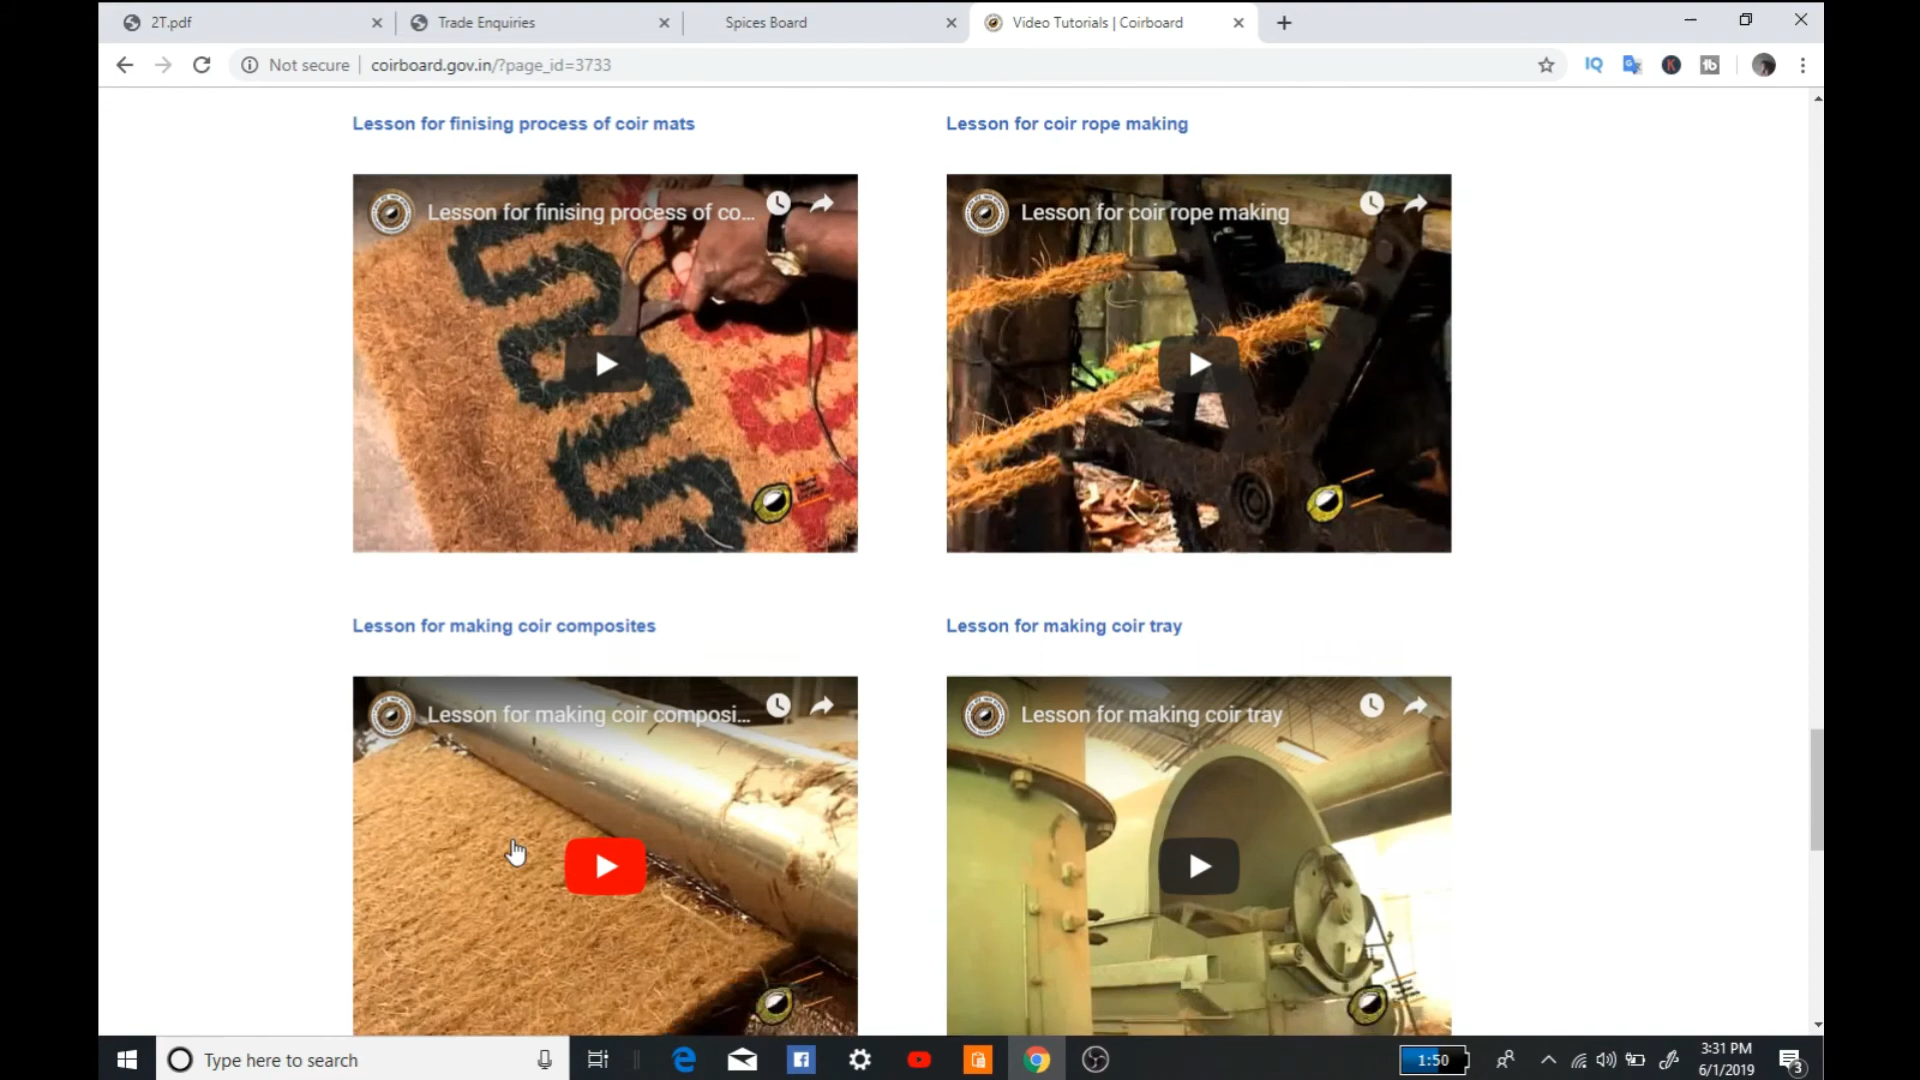 2T.pdf
Trade Enquiries
Spices Board
Video Tutorials | Coirboard
Not secure
coirboard.gov.in/?page_id=3733
IQ
K
Lesson for finising process of coir mats
Lesson for coir rope making
Lesson for finising process of co...
Lesson for coir rope making
Lesson for making coir composites
Lesson for making coir tray
Lesson for making coir composi...
Lesson for making coir tray
Type here to search
1:50
3:31 PM
6/1/2019
3